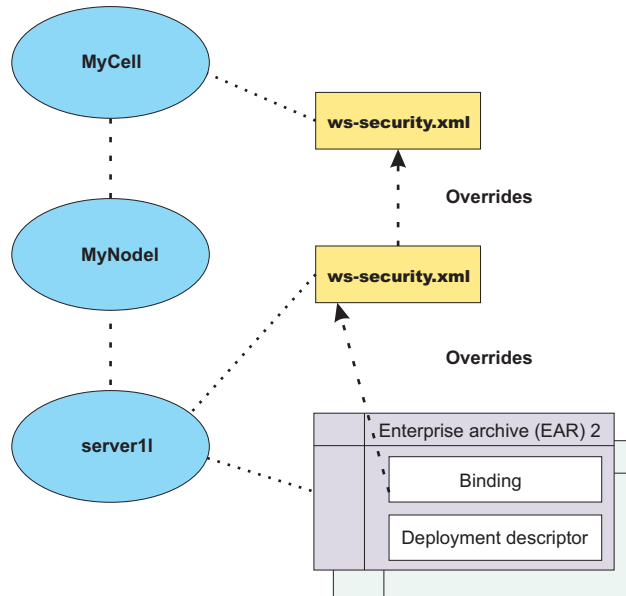 MyCell
ws-security.xml
Overrides
MyNodel
ws-security.xml
Overrides
server1l
Enterprise archive (EAR) 2
Binding
Deployment descriptor